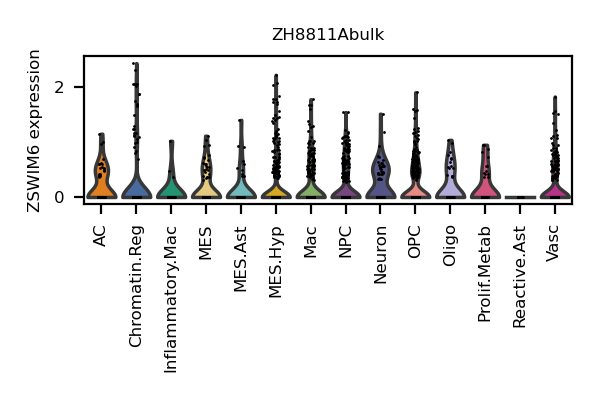 ZH8811Abulk
ZSWIM6 expression
2
0
AC
Chromatin.Reg
Inflammatory.Mac
MES
MES.Ast
MES.Hyp
Mac
NPC
Neuron
OPC
Oligo
Prolif.Metab
Reactive.Ast
Vasc